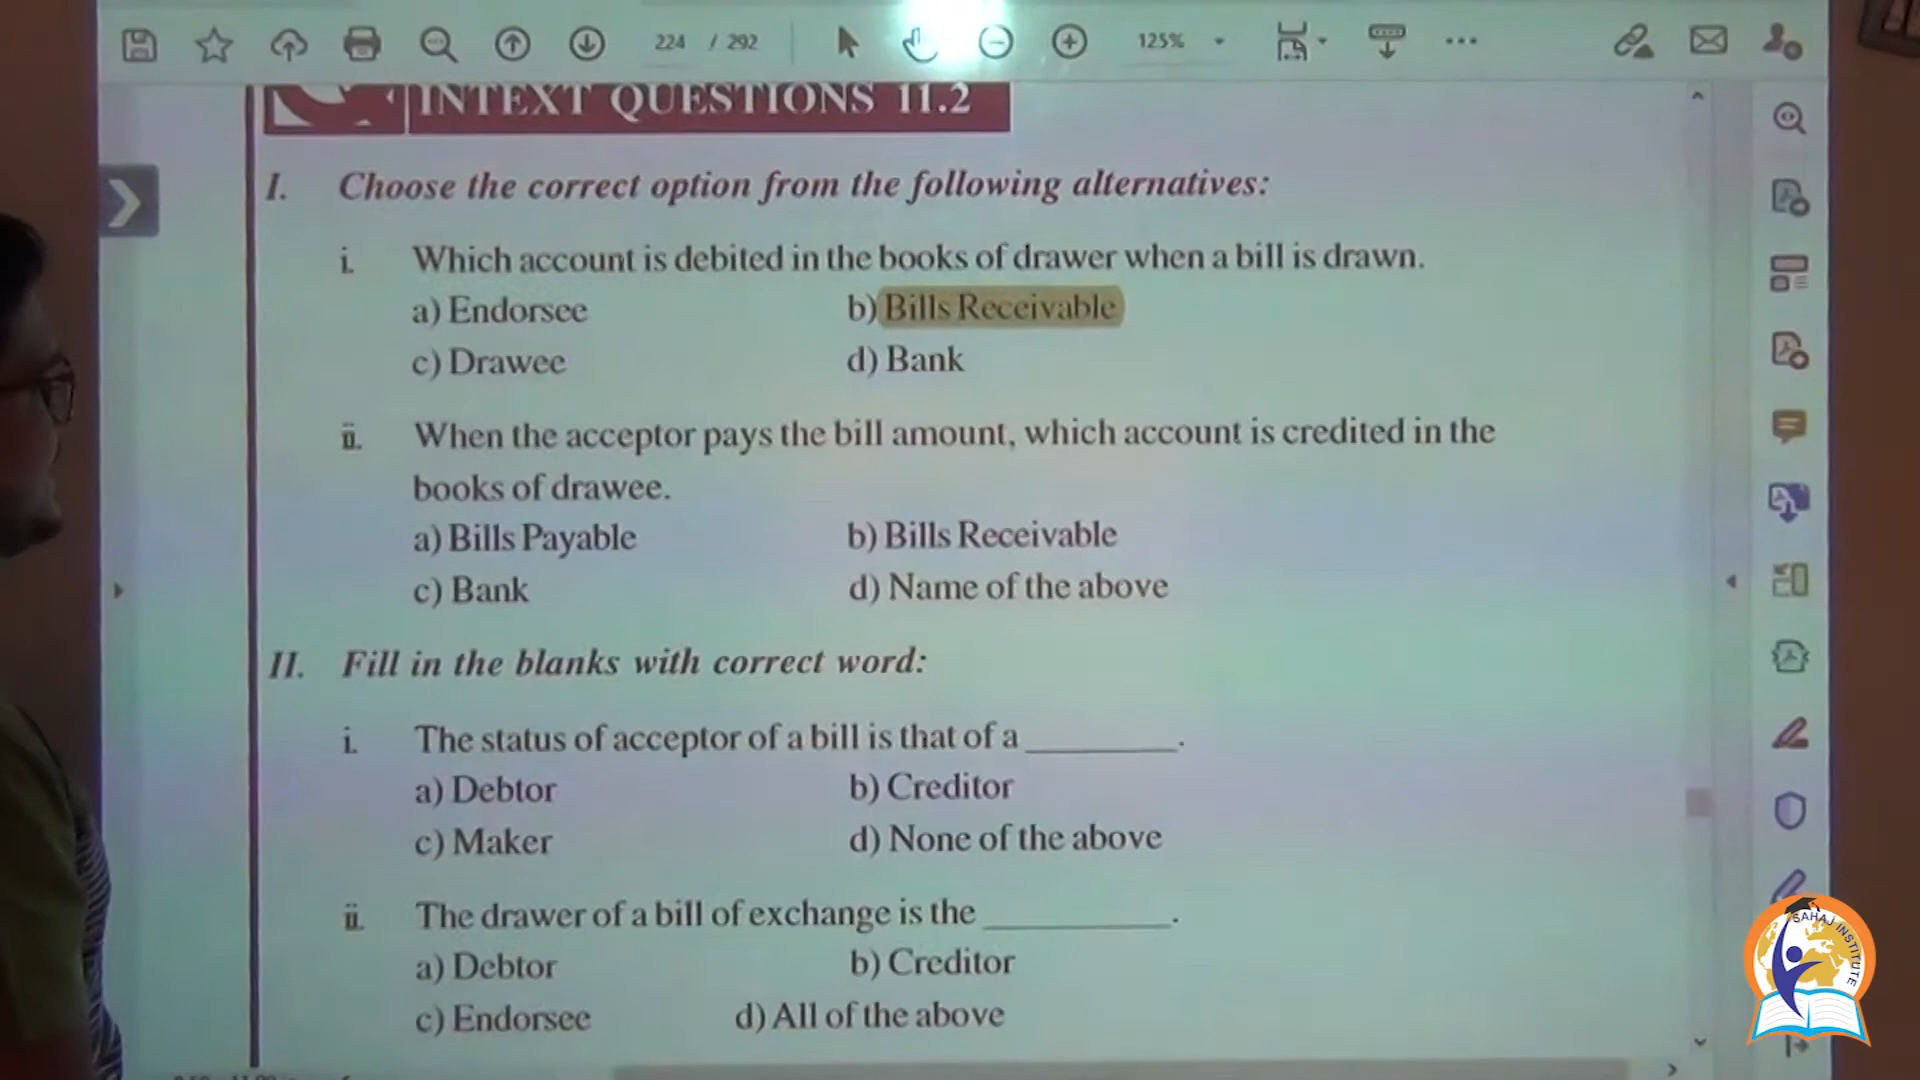 224 / 292
125%
INTEXT QUESTIONS 11.2
I. Choose the correct option from the following alternatives:
i. Which account is debited in the books of drawer when a bill is drawn.
a) Endorsee b) Bills Receivable
c) Drawee d) Bank
ii. When the acceptor pays the bill amount, which account is credited in the
books of drawee.
a) Bills Payable b) Bills Receivable
c) Bank d) Name of the above
II. Fill in the blanks with correct word:
i. The status of acceptor of a bill is that of a __________.
a) Debtor b) Creditor
c) Maker d) None of the above
ii. The drawer of a bill of exchange is the ____________.
a) Debtor b) Creditor
c) Endorsee d) All of the above
SAHAJ INSTITUTE